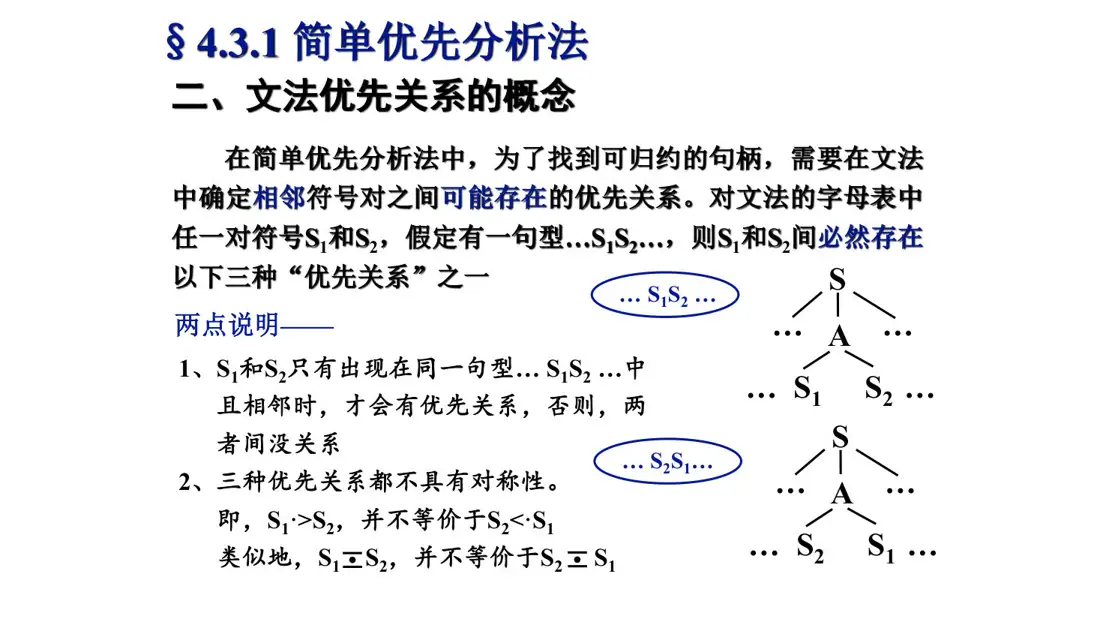 §4.3.1 简单优先分析法
二、文法优先关系的概念
在简单优先分析法中，为了找到可归约的句柄，需要在文法
中确定相邻符号对之间可能存在的优先关系。对文法的字母表中
任一对符号S₁和S₂，假定有一句型…S₁S₂…，则S₁和S₂间必然存在
以下三种“优先关系”之一
… S₁S₂ …
两点说明——
1、S₁和S₂只有出现在同一句型… S₁S₂ …中
且相邻时，才会有优先关系，否则，两
者间没关系
2、三种优先关系都不具有对称性。
即，S₁·>S₂，并不等价于S₂<·S₁
类似地，S₁≖S₂，并不等价于S₂≖ S₁
S
… A …
… S₁ S₂ …
… S₂S₁…
S
… A …
… S₂ S₁ …